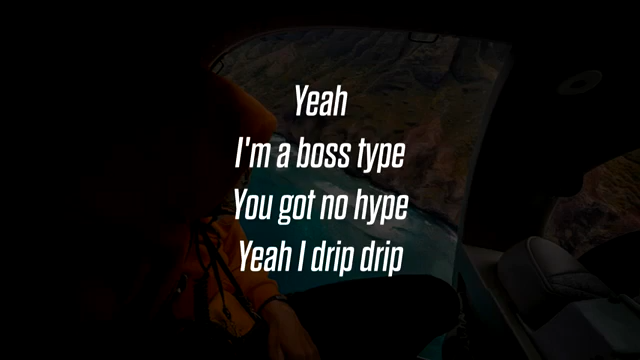 Yeah
I'm a boss type
You got no hype
Yeah I drip drip